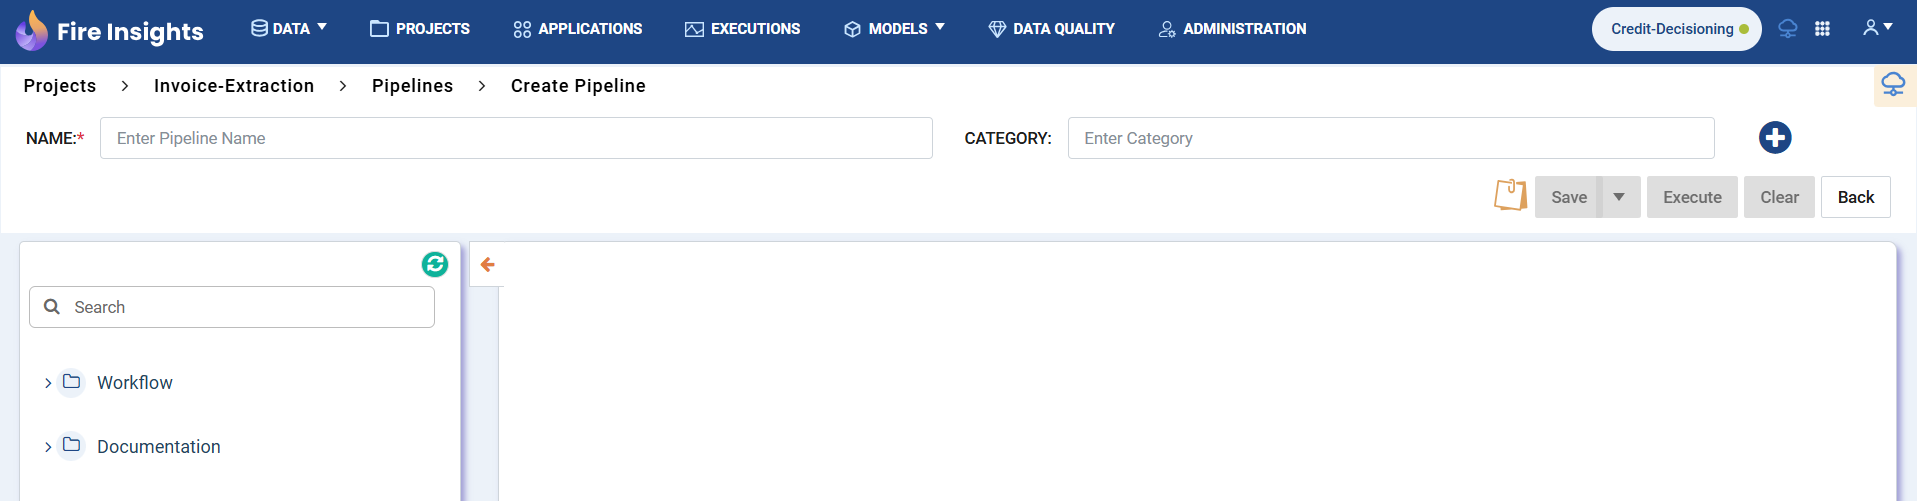 Fire Insights DATA PROJECTS APPLICATIONS EXECUTIONS MODELS DATA QUALITY ADMINISTRATION Credit-Decisioning
Projects > Invoice-Extraction > Pipelines > Create Pipeline
NAME:* Enter Pipeline Name CATEGORY: Enter Category
Save Execute Clear Back
Search
> Workflow
> Documentation